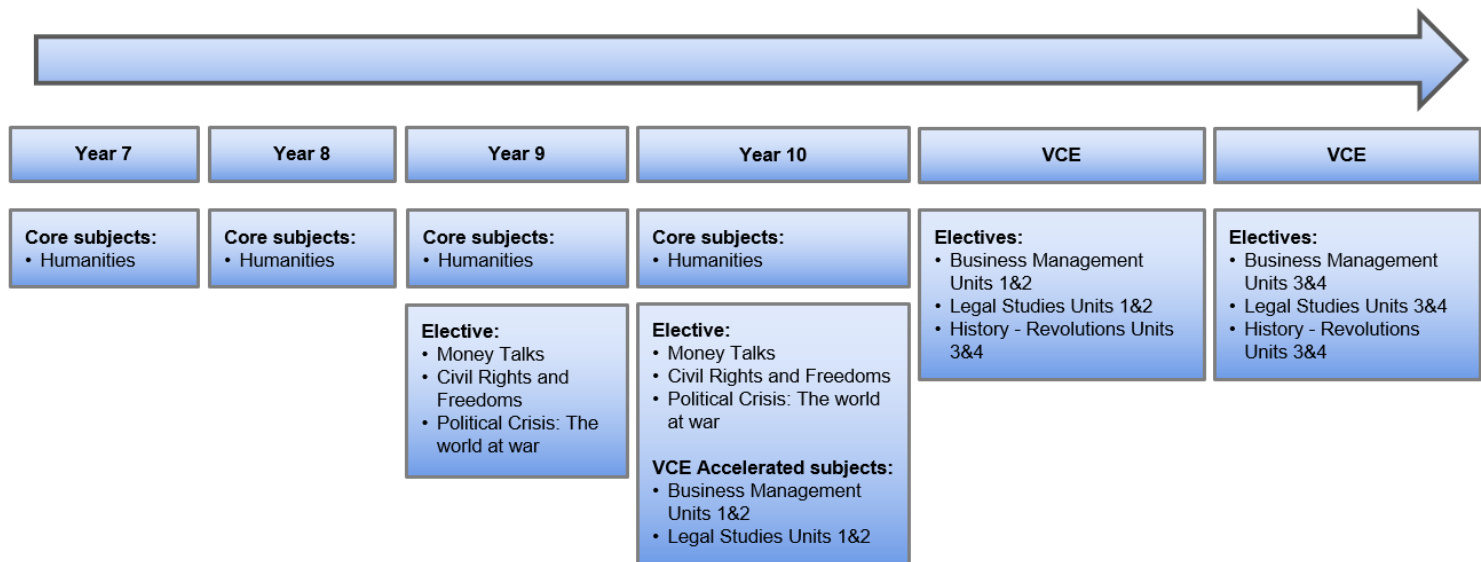 Year 7
Year 8
Year 9
Year 10
VCE
VCE
Core subjects:
• Humanities
Core subjects:
• Humanities
Core subjects:
• Humanities
Elective:
• Money Talks
• Civil Rights and
Freedoms
• Political Crisis: The
world at war
Core subjects:
• Humanities
Elective:
• Money Talks
• Civil Rights and Freedoms
• Political Crisis: The world
at war
VCE Accelerated subjects:
• Business Management
Units 1&2
• Legal Studies Units 1&2
Electives:
• Business Management
Units 1&2
• Legal Studies Units 1&2
• History - Revolutions Units
3&4
Electives:
• Business Management
Units 3&4
• Legal Studies Units 3&4
• History - Revolutions
Units 3&4